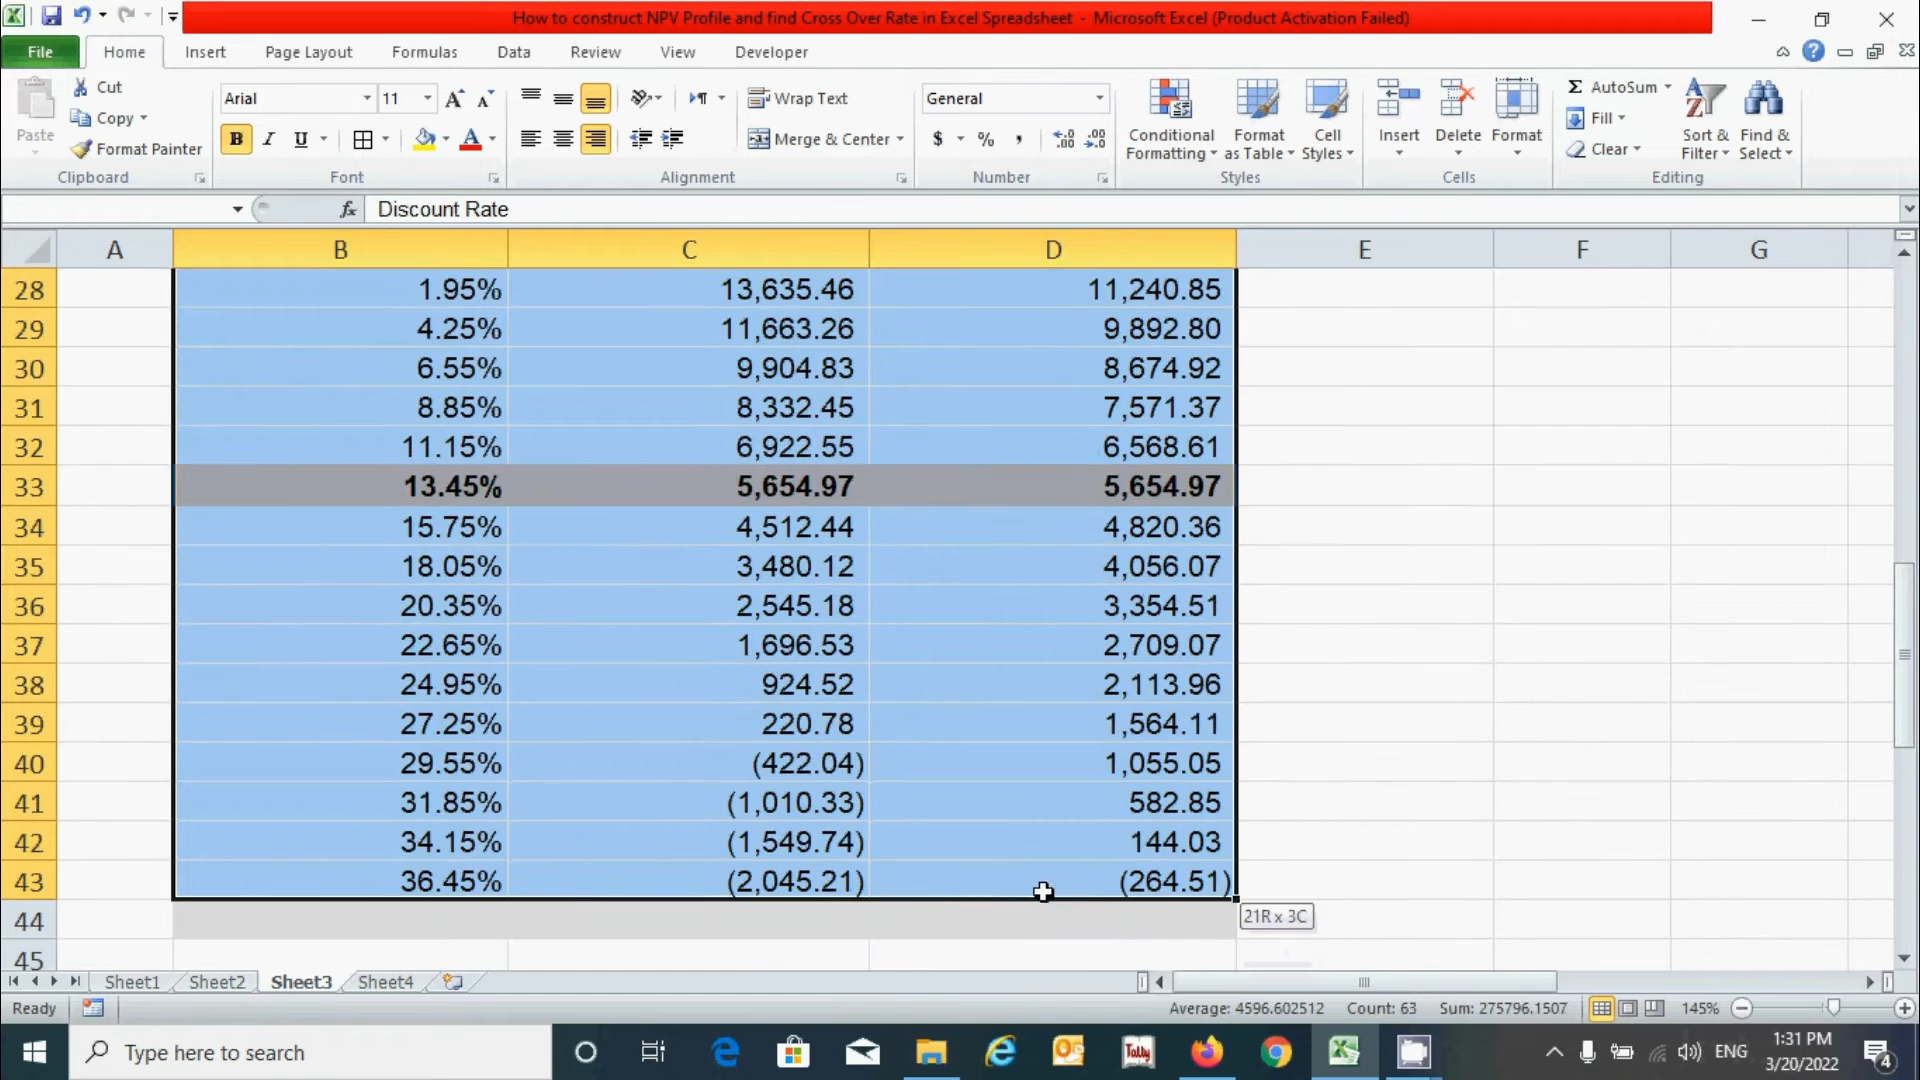 How to construct NPV Profile and find Cross Over Rate in Excel Spreadsheet - Microsoft Excel (Product Activation Failed)
File Home Insert Page Layout Formulas Data Review View Developer
Paste
Cut
Copy
Format Painter
Clipboard
Arial 11
B I U
Font
Wrap Text
Merge & Center
Alignment
General
$ % ,
Number
Conditional Formatting
Format as Table
Cell Styles
Styles
Insert Delete Format
Cells
Σ AutoSum
Fill
Clear
Sort & Filter
Find & Select
Editing
fx Discount Rate
A B C D E F G
28 1.95% 13,635.46 11,240.85
29 4.25% 11,663.26 9,892.80
30 6.55% 9,904.83 8,674.92
31 8.85% 8,332.45 7,571.37
32 11.15% 6,922.55 6,568.61
33 13.45% 5,654.97 5,654.97
34 15.75% 4,512.44 4,820.36
35 18.05% 3,480.12 4,056.07
36 20.35% 2,545.18 3,354.51
37 22.65% 1,696.53 2,709.07
38 24.95% 924.52 2,113.96
39 27.25% 220.78 1,564.11
40 29.55% (422.04) 1,055.05
41 31.85% (1,010.33) 582.85
42 34.15% (1,549.74) 144.03
43 36.45% (2,045.21) (264.51)
44
21R x 3C
45
Sheet1 Sheet2 Sheet3 Sheet4
Ready Average: 4596.602512 Count: 63 Sum: 275796.1507 145%
Type here to search
Tally
ENG
1:31 PM
3/20/2022
4